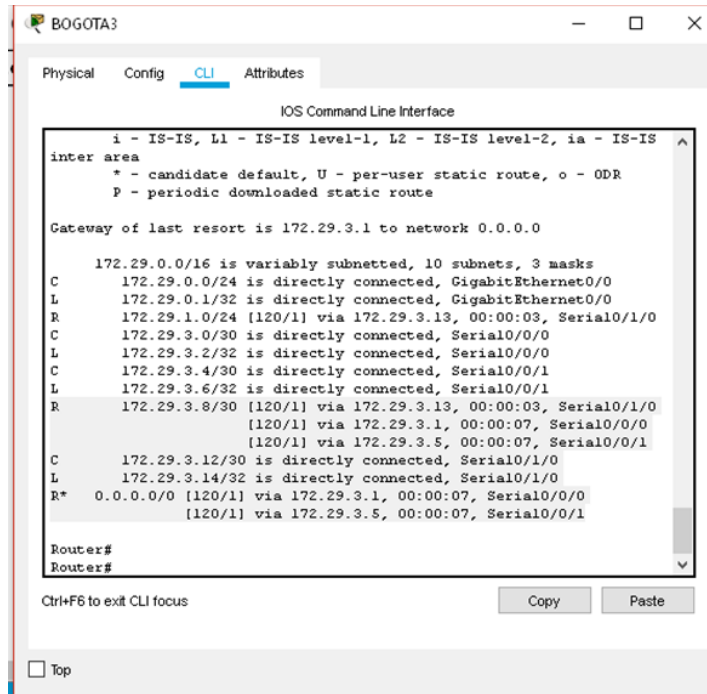 BOGOTA3
Physical Config CLI Attributes
IOS Command Line Interface
i - IS-IS, L1 - IS-IS level-1, L2 - IS-IS level-2, ia - IS-IS
inter area
* - candidate default, U - per-user static route, o - ODR
P - periodic downloaded static route
Gateway of last resort is 172.29.3.1 to network 0.0.0.0
172.29.0.0/16 is variably subnetted, 10 subnets, 3 masks
C 172.29.0.0/24 is directly connected, GigabitEthernet0/0
L 172.29.0.1/32 is directly connected, GigabitEthernet0/0
R 172.29.1.0/24 [120/1] via 172.29.3.13, 00:00:03, Serial0/1/0
C 172.29.3.0/30 is directly connected, Serial0/0/0
L 172.29.3.2/32 is directly connected, Serial0/0/0
C 172.29.3.4/30 is directly connected, Serial0/0/1
L 172.29.3.6/32 is directly connected, Serial0/0/1
R 172.29.3.8/30 [120/1] via 172.29.3.13, 00:00:03, Serial0/1/0
[120/1] via 172.29.3.1, 00:00:07, Serial0/0/0
[120/1] via 172.29.3.5, 00:00:07, Serial0/0/1
C 172.29.3.12/30 is directly connected, Serial0/1/0
L 172.29.3.14/32 is directly connected, Serial0/1/0
R* 0.0.0.0/0 [120/1] via 172.29.3.1, 00:00:07, Serial0/0/0
[120/1] via 172.29.3.5, 00:00:07, Serial0/0/1
Router#
Router#
Ctrl+F6 to exit CLI focus
Copy Paste
Top